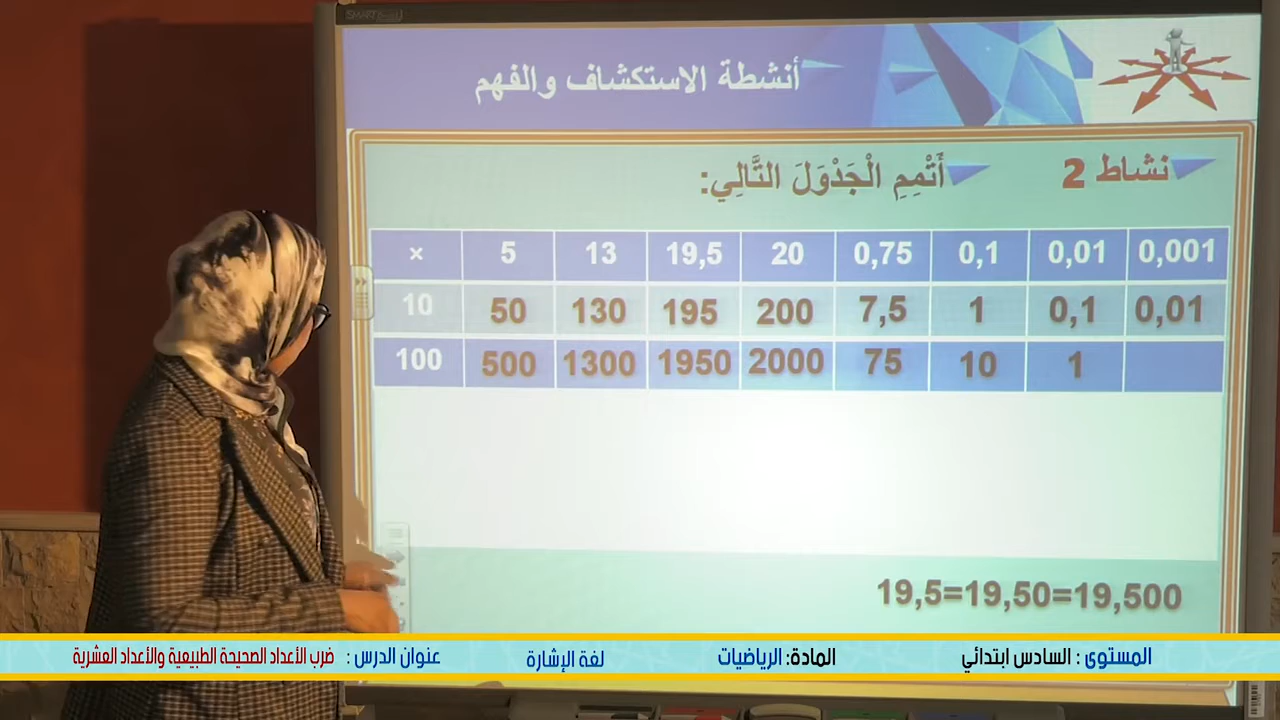 SMART
أنشطة الاستكشاف والفهم
نشاط 2 أَتْمِمِ الْجَدْوَلَ التَّالِي:
× 5 13 19,5 20 0,75 0,1 0,01 0,001
10 50 130 195 200 7,5 1 0,1 0,01
100 500 1300 1950 2000 75 10 1
19,5=19,50=19,500
المستوى : السادس ابتدائي المادة: الرياضيات لغة الإشارة عنوان الدرس : ضرب الأعداد الصحيحة الطبيعية والأعداد العشرية